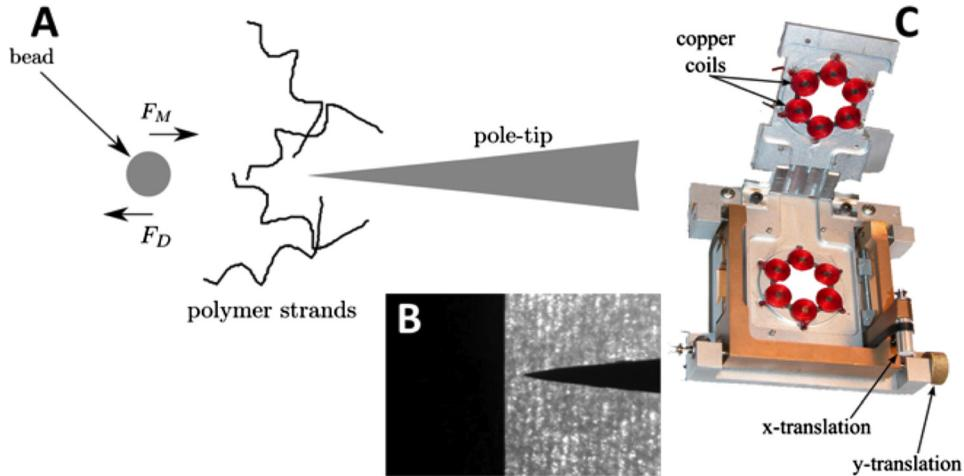 A
bead
F_M
F_D
polymer strands
pole-tip
B
C
copper
coils
x-translation
y-translation